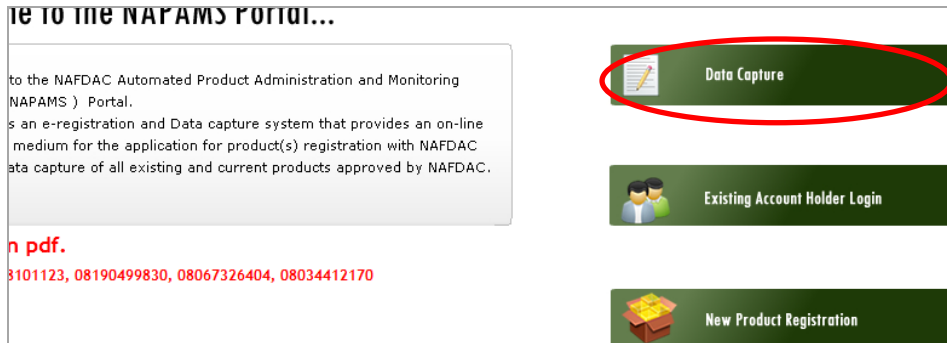 to the NAPAMS Portal...
to the NAFDAC Automated Product Administration and Monitoring
NAPAMS ) Portal.
s an e-registration and Data capture system that provides an on-line
medium for the application for product(s) registration with NAFDAC
ata capture of all existing and current products approved by NAFDAC.
n pdf.
3101123, 08190499830, 08067326404, 08034412170
Data Capture
Existing Account Holder Login
New Product Registration